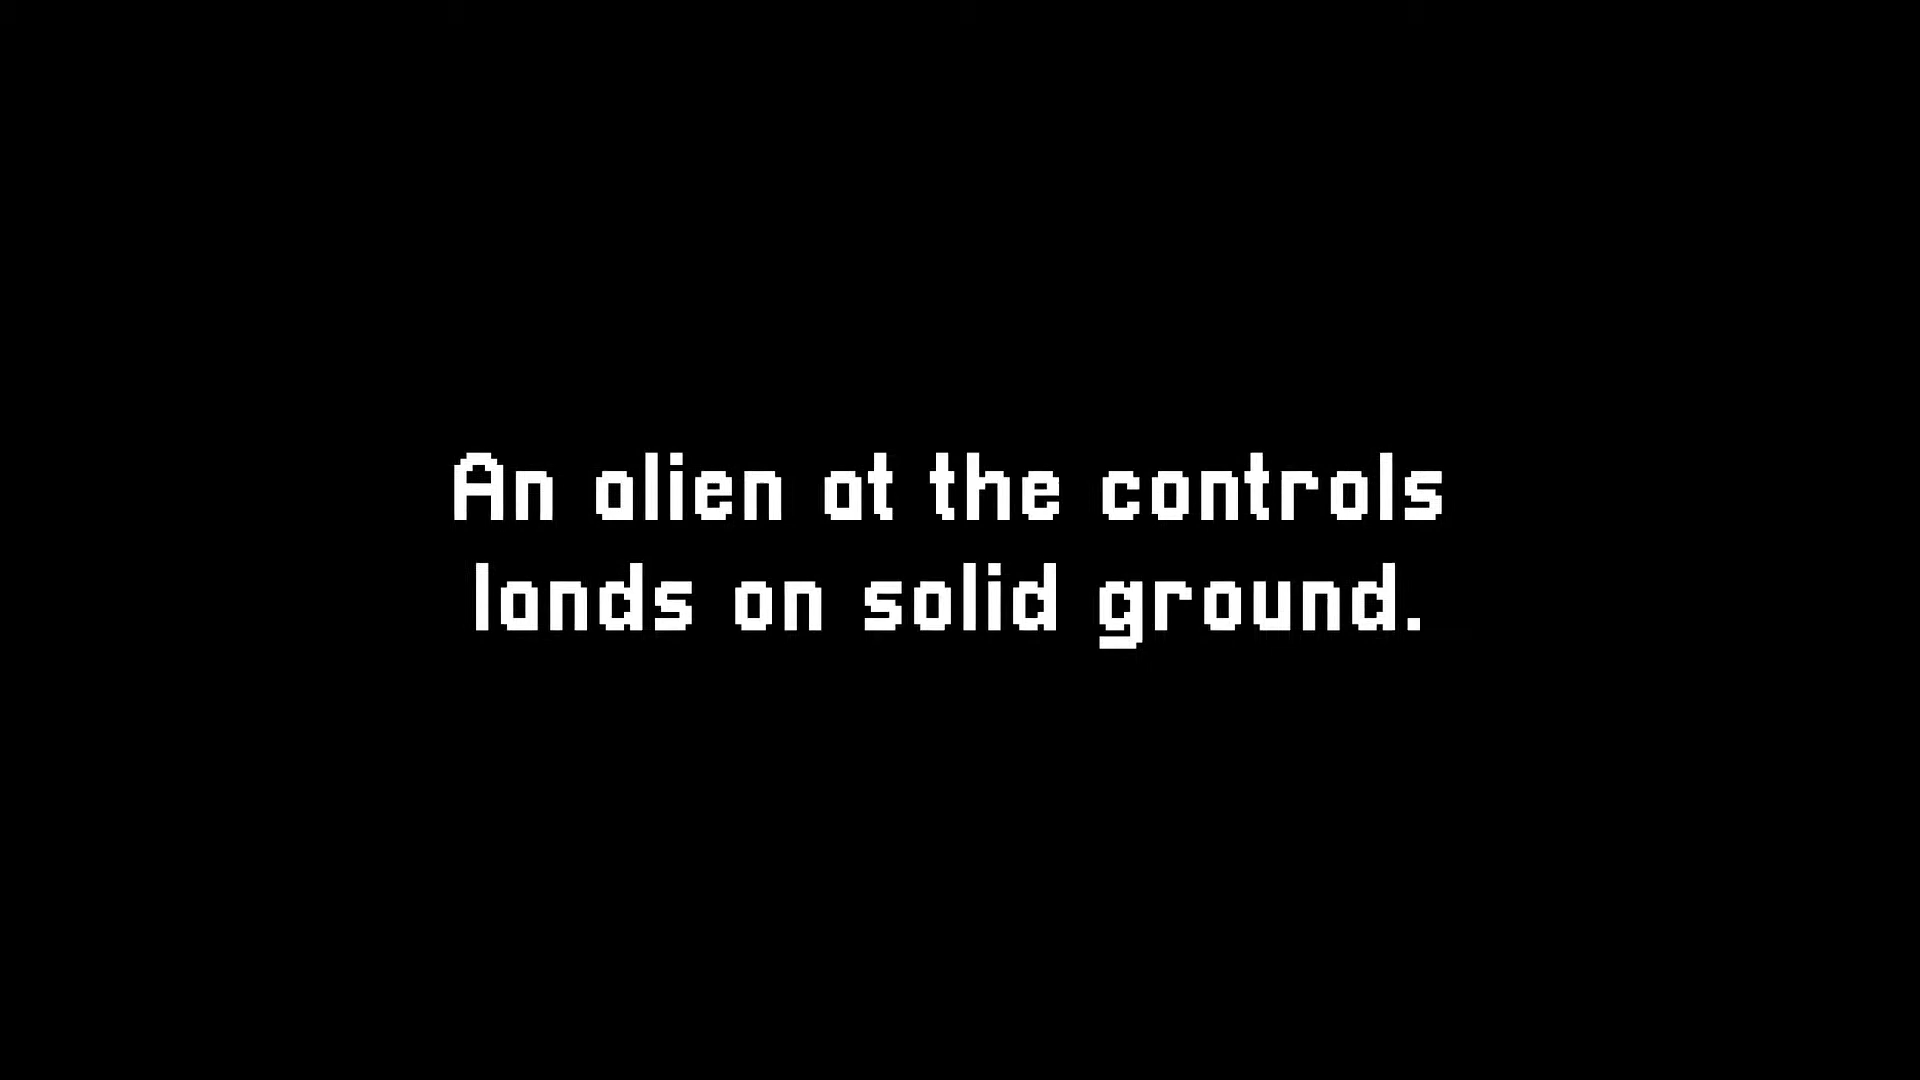 An alien at the controls
lands on solid ground.